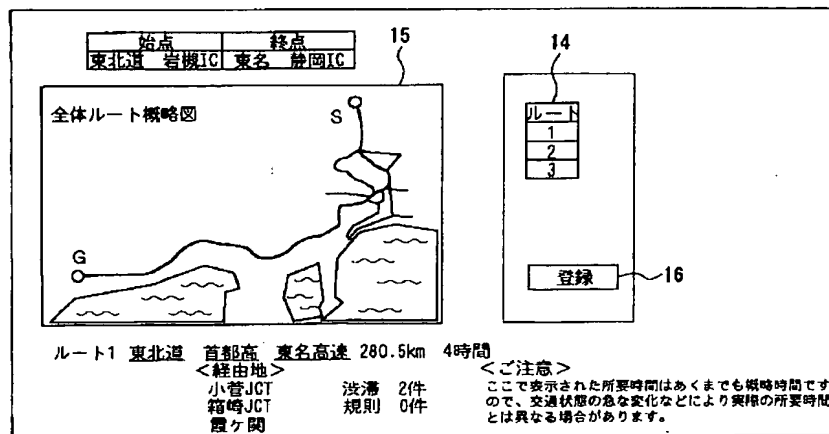 始点 終点
東北道 岩槻IC 東名 静岡IC
15
14
全体ルート概略図
S
G
ルート
1
2
3
登録
16
ルート1 東北道 首都高 東名高速 280.5km 4時間
<経由地>
小菅JCT 渋滞 2件
箱崎JCT 規則 0件
霞ケ関
<ご注意>
ここで表示された所要時間はあくまでも概略時間です
ので、交通状態の急な変化などにより実際の所要時間
とは異なる場合があります。